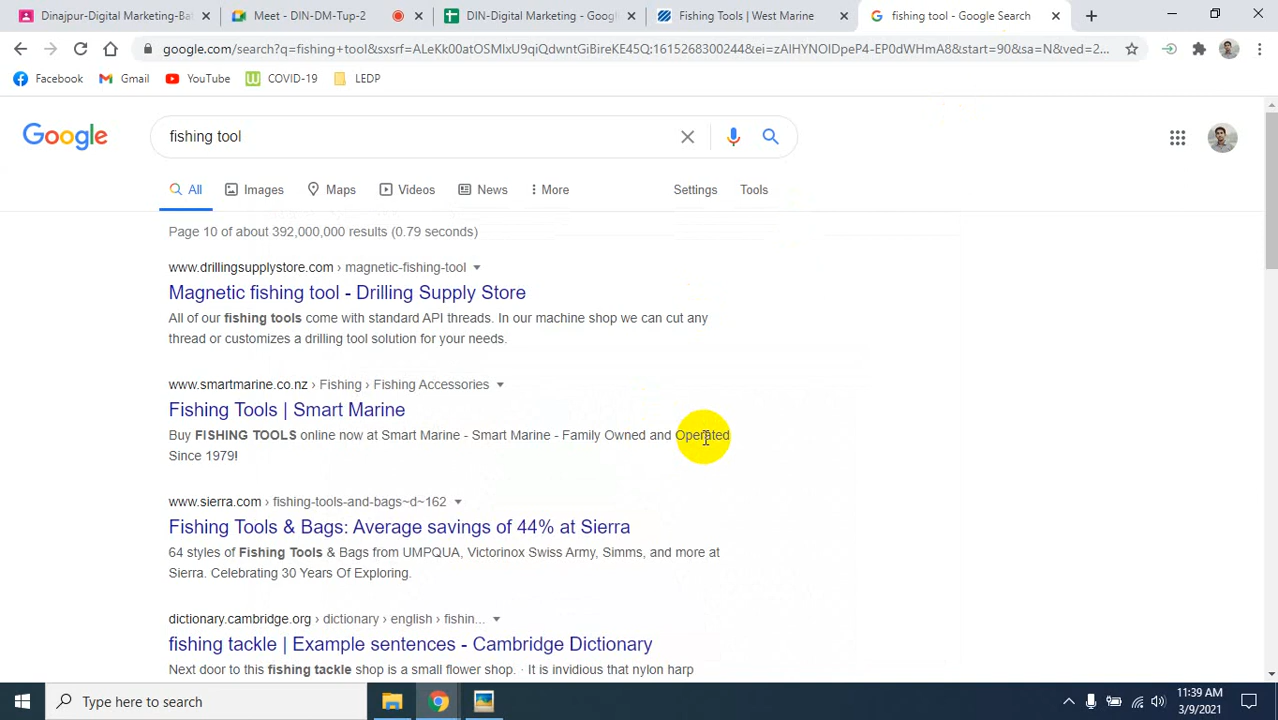 Dinajpur-Digital Marketing-Bat
Meet - DIN-DM-Tup-2
DIN-Digital Marketing - Googl
Fishing Tools | West Marine
fishing tool - Google Search
google.com/search?q=fishing+tool&sxsrf=ALeKk00atOSMIxU9qiQdwntGiBireKE45Q:1615268300244&ei=zAlHYNOIDpeP4-EP0dWHmA8&start=90&sa=N&ved=2...
Facebook
Gmail
YouTube
COVID-19
LEDP
Google
fishing tool
All
Images
Maps
Videos
News
More
Settings
Tools
Page 10 of about 392,000,000 results (0.79 seconds)
www.drillingsupplystore.com › magnetic-fishing-tool
Magnetic fishing tool - Drilling Supply Store
All of our fishing tools come with standard API threads. In our machine shop we can cut any
thread or customizes a drilling tool solution for your needs.
www.smartmarine.co.nz › Fishing › Fishing Accessories
Fishing Tools | Smart Marine
Buy FISHING TOOLS online now at Smart Marine - Smart Marine - Family Owned and Operated
Since 1979!
www.sierra.com › fishing-tools-and-bags~d~162
Fishing Tools & Bags: Average savings of 44% at Sierra
64 styles of Fishing Tools & Bags from UMPQUA, Victorinox Swiss Army, Simms, and more at
Sierra. Celebrating 30 Years Of Exploring.
dictionary.cambridge.org › dictionary › english › fishin...
fishing tackle | Example sentences - Cambridge Dictionary
Next door to this fishing tackle shop is a small flower shop. · It is invidious that nylon harp
Type here to search
11:39 AM
3/9/2021